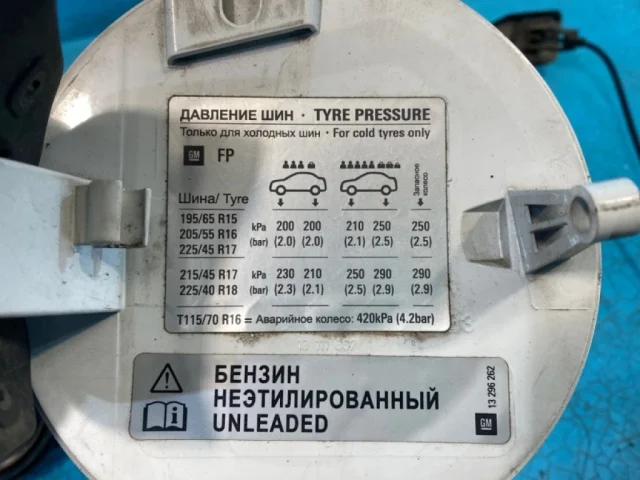 ДАВЛЕНИЕ ШИН · TYRE PRESSURE
Только для холодных шин · For cold tyres only
GM FP
Шина/ Tyre Запасное колесо
195/65 R15
205/55 R16 kPa 200 200 210 250 250
225/45 R17 (bar) (2.0) (2.0) (2.1) (2.5) (2.5)
215/45 R17 kPa 230 210 250 290 290
225/40 R18 (bar) (2.3) (2.1) (2.5) (2.9) (2.9)
T115/70 R16 = Аварийное колесо: 420kPa (4.2bar)
БЕНЗИН
НЕЭТИЛИРОВАННЫЙ
UNLEADED
GM 13 296 262